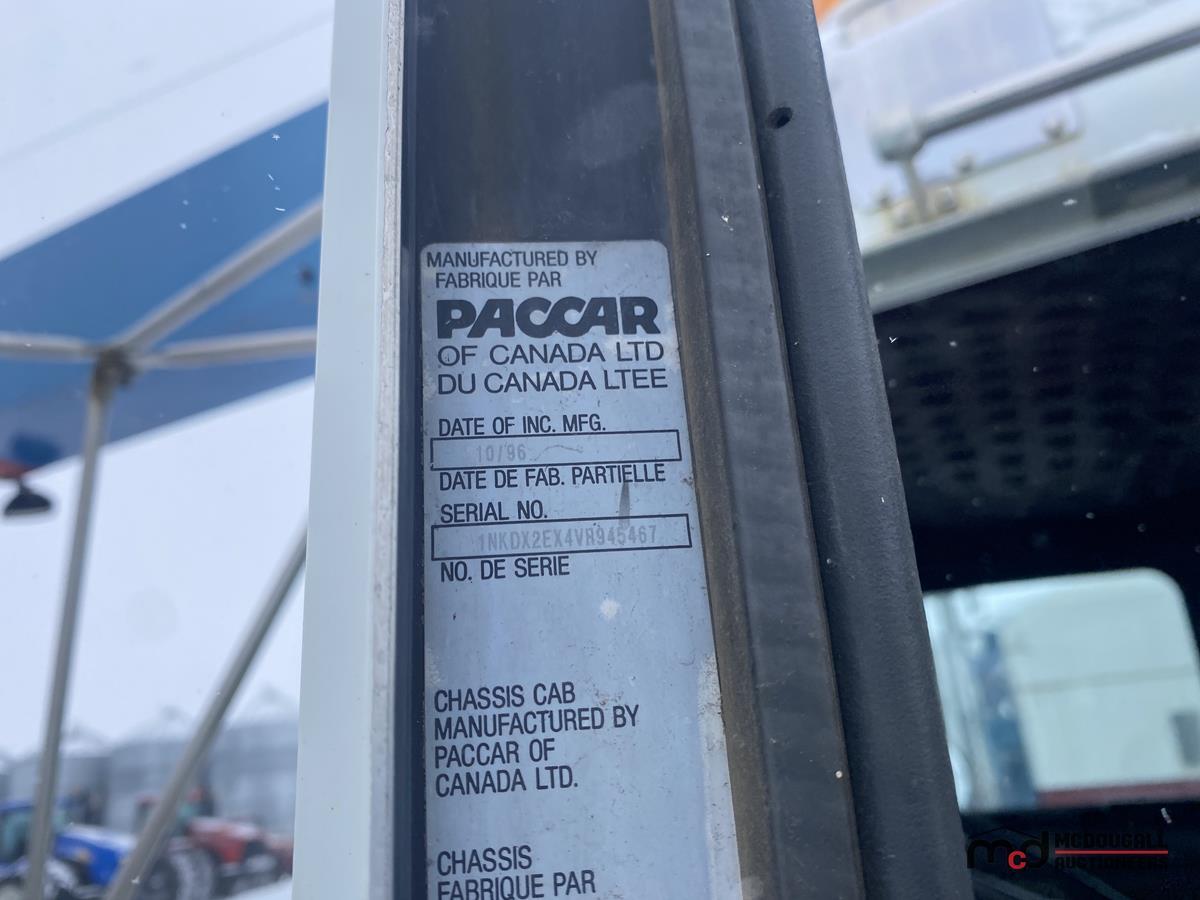 MANUFACTURED BY
FABRIQUE PAR
PACCAR
OF CANADA LTD
DU CANADA LTEE
DATE OF INC. MFG.
10/96
DATE DE FAB. PARTIELLE
SERIAL NO.
1NKDX2EX4VR945467
NO. DE SERIE
CHASSIS CAB
MANUFACTURED BY
PACCAR OF
CANADA LTD.
CHASSIS
FABRIQUE PAR
mcD MCDOUGALL
AUCTIONEERS